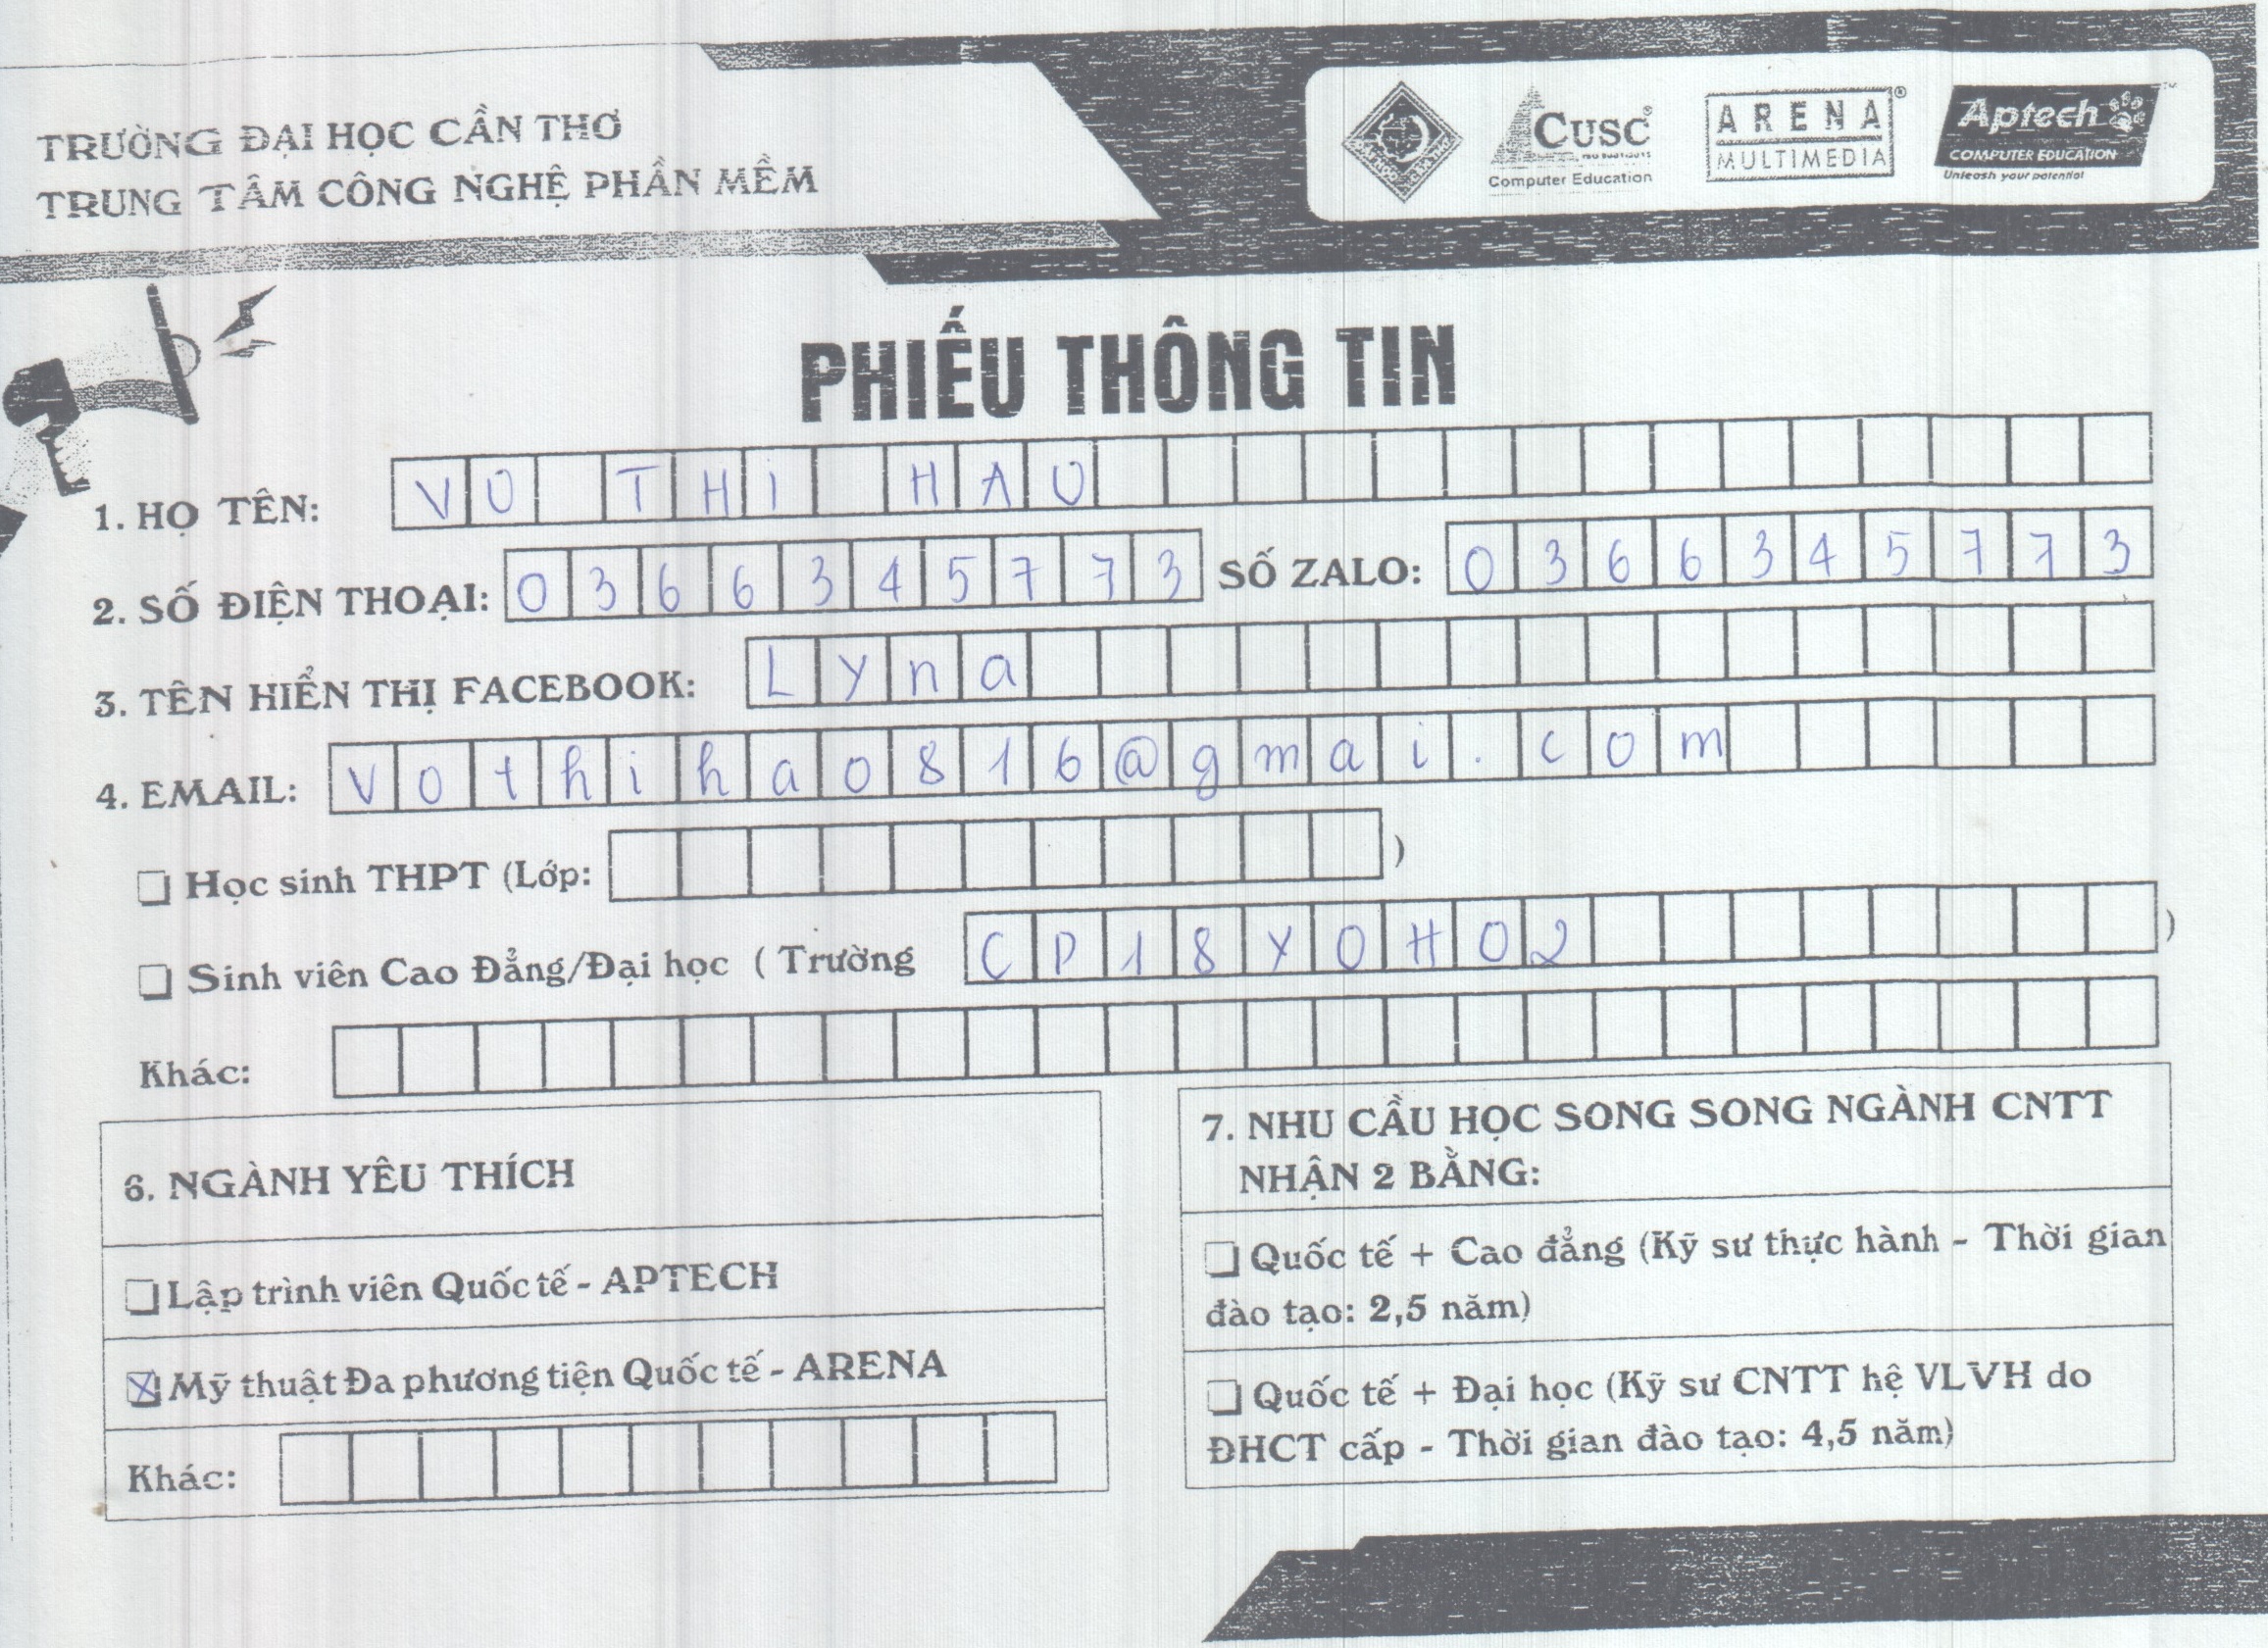 TRƯỜNG ĐẠI HỌC CẦN THƠ
TRUNG TÂM CÔNG NGHỆ PHẦN MỀM
CUSC
Computer Education
ARENA
MULTIMEDIA
Aptech
COMPUTER EDUCATION
Unleash your potential
PHIẾU THÔNG TIN
1. HỌ TÊN: VO THI HAU
2. SỐ ĐIỆN THOẠI: 0366345773 SỐ ZALO: 0366345773
3. TÊN HIỂN THỊ FACEBOOK: Lyna
4. EMAIL: vothihao816@gmai.com
Học sinh THPT (Lớp: )
Sinh viên Cao Đẳng/Đại học ( Trường CP18Y0H02 )
Khác:
6. NGÀNH YÊU THÍCH
Lập trình viên Quốc tế - APTECH
Mỹ thuật Đa phương tiện Quốc tế - ARENA
Khác:
7. NHU CẦU HỌC SONG SONG NGÀNH CNTT
NHẬN 2 BẰNG:
Quốc tế + Cao đẳng (Kỹ sư thực hành - Thời gian
đào tạo: 2,5 năm)
Quốc tế + Đại học (Kỹ sư CNTT hệ VLVH do
ĐHCT cấp - Thời gian đào tạo: 4,5 năm)